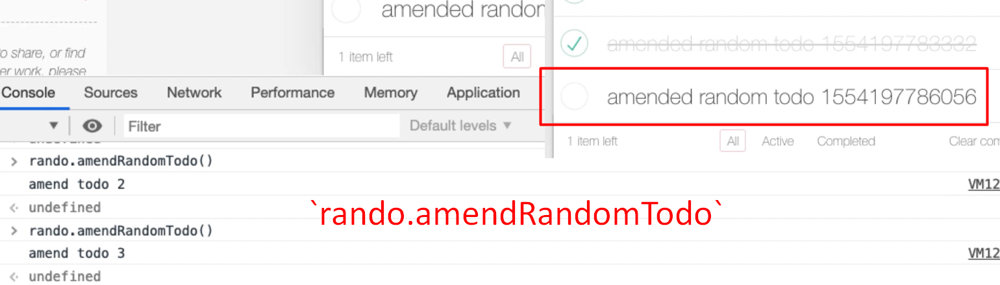 amended random
amended random todo 1554197783332
1 item left All
to share, or find
er work, please
amended random todo 1554197786056
Console Sources Network Performance Memory Application
Filter Default levels ▼
1 item left All Active Completed Clear com
undefined
> rando.amendRandomTodo()
amend todo 2 VM12
undefined
`rando.amendRandomTodo`
> rando.amendRandomTodo()
amend todo 3 VM12
undefined